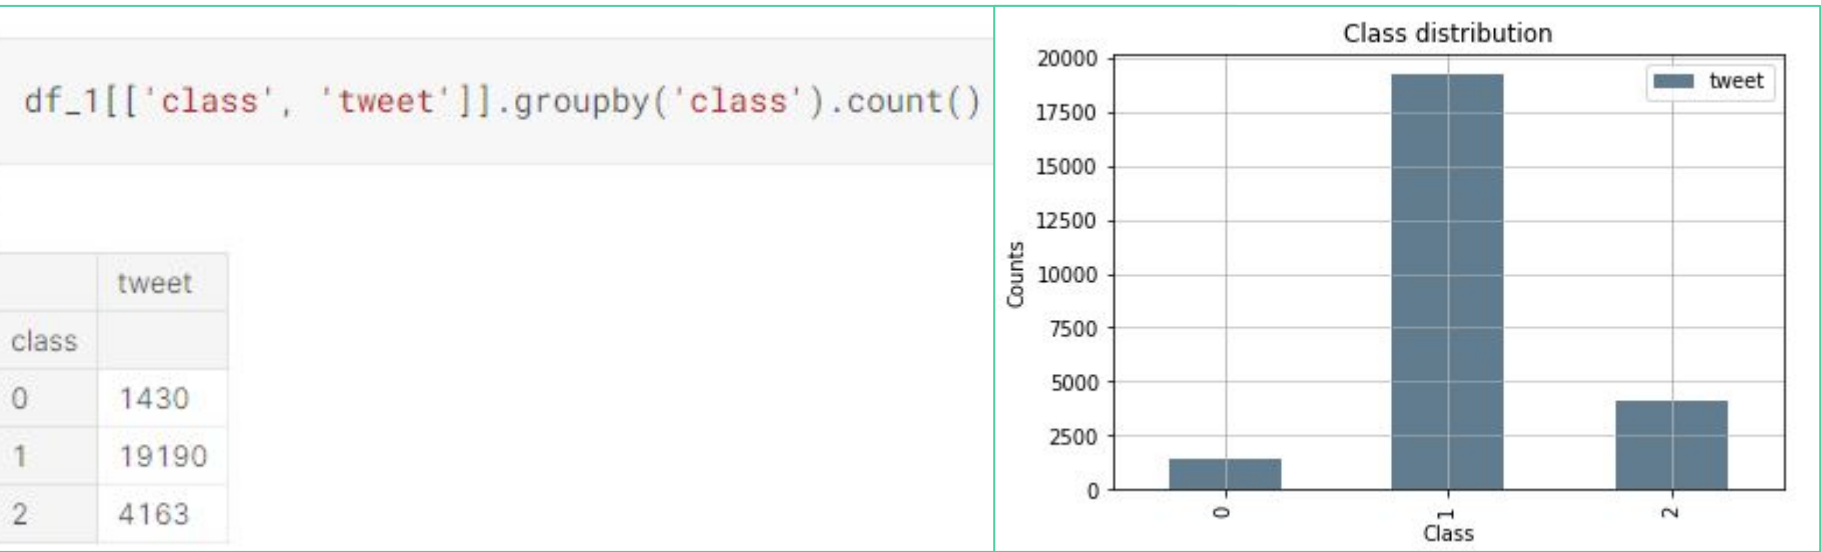 df_1[['class', 'tweet']].groupby('class').count()
tweet
class
0 1430
1 19190
2 4163
Class distribution
tweet
Counts
20000
17500
15000
12500
10000
7500
5000
2500
0
0 1 2
Class